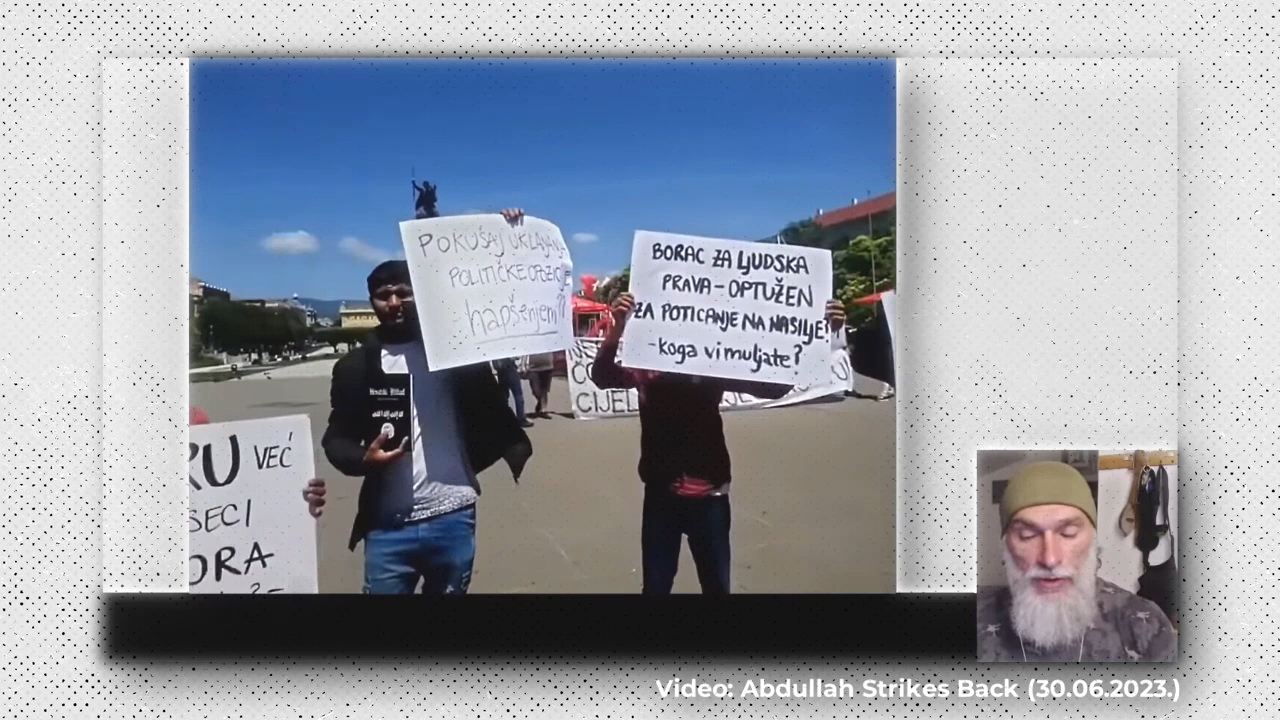 POKUŠAJ UKLANJANJA
POLITIČKE OPOZICIJE
hapšenjem?
BORAC ZA LJUDSKA
PRAVA - OPTUŽEN
ZA POTICANJE NA NASILJE?
- koga vi muljate?
RU VEĆ
SECI
ORA
CIJEL
Video: Abdullah Strikes Back (30.06.2023.)